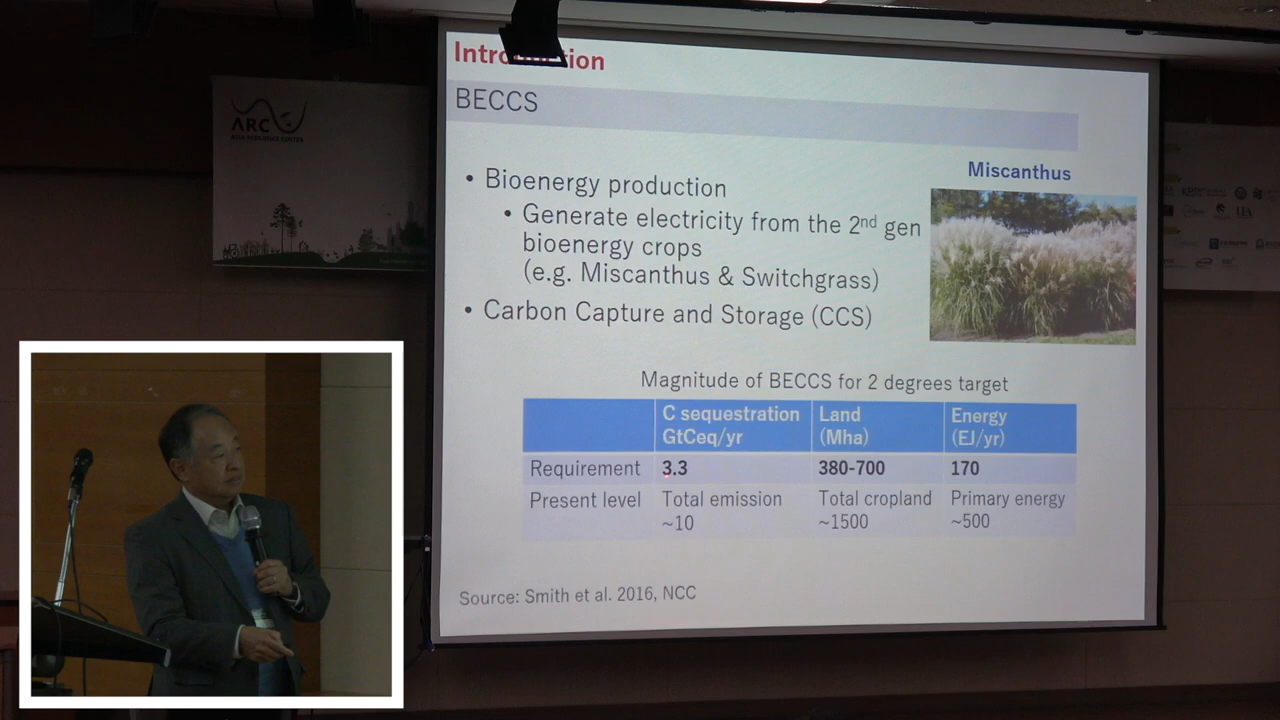 Introduction
BECCS
• Bioenergy production
• Generate electricity from the 2nd gen
bioenergy crops
(e.g. Miscanthus & Switchgrass)
• Carbon Capture and Storage (CCS)
Miscanthus
Magnitude of BECCS for 2 degrees target
C sequestration Land Energy
GtCeq/yr (Mha) (EJ/yr)
Requirement 3.3 380-700 170
Present level Total emission Total cropland Primary energy
~10 ~1500 ~500
Source: Smith et al. 2016, NCC
ARC